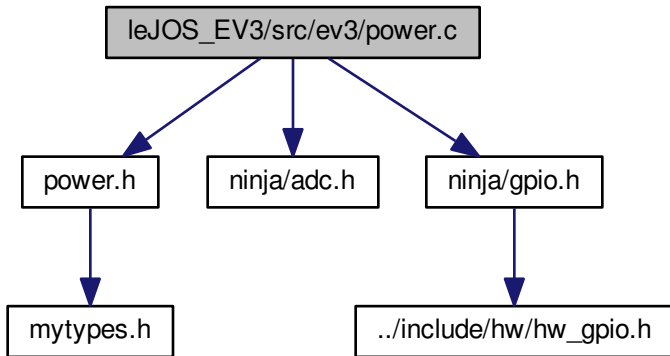 leJOS_EV3/src/ev3/power.c
power.h
ninja/adc.h
ninja/gpio.h
mytypes.h
../include/hw/hw_gpio.h